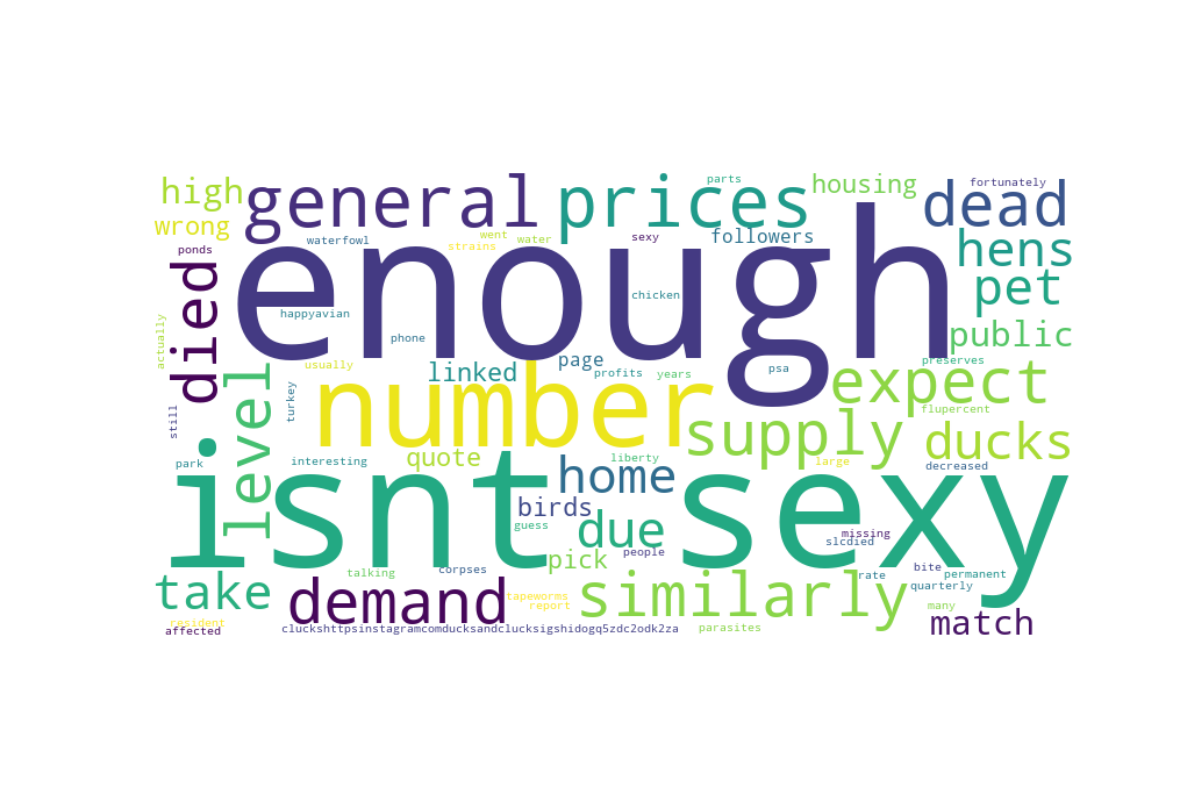 high
general
prices
parts
housing
fortunately
dead
wrong
ponds
waterfowl
went
strains
water
sexy
followers
hens
enough
died
happyavian
chicken
pet
actually
phone
public
usually
linked
page
profits
years
psa
preserves
level
turkey
number
expect
still
supply
flupercent
ducks
park
interesting
quote
liberty
large
decreased
isnt
sexy
home
birds
guess
due
people
missing
slcdied
pick
bite
permanent
quarterly
rate
take
talking
corpses
demand
tapeworms
report
similarly
many
match
resident
affected
cluckshttpsinstagramcomducksandclucksigshidogq5zdc2odk2za
parasites